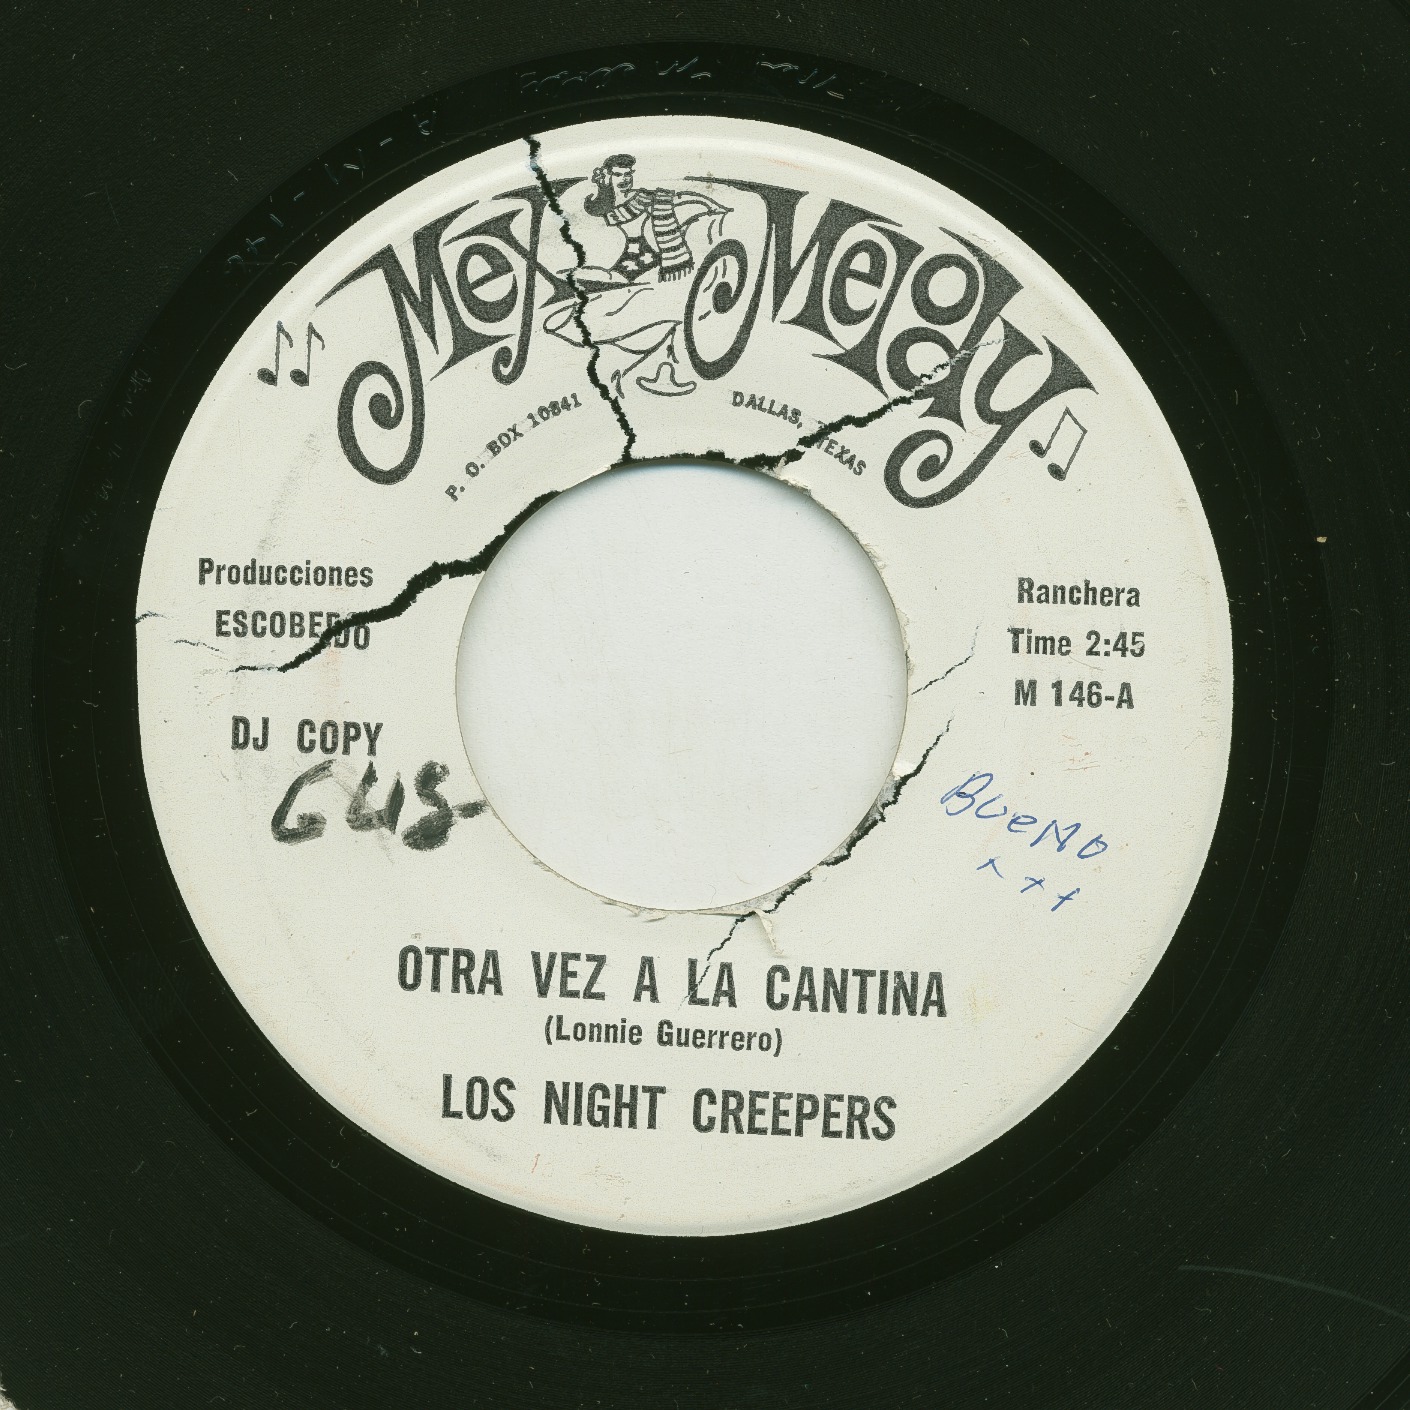 Mex Melody
P. O. BOX 10841 DALLAS, TEXAS
Producciones
ESCOBEDO
DJ COPY
GUS
Ranchera
Time 2:45
M 146-A
BUENO
x x x
OTRA VEZ A LA CANTINA
(Lonnie Guerrero)
LOS NIGHT CREEPERS